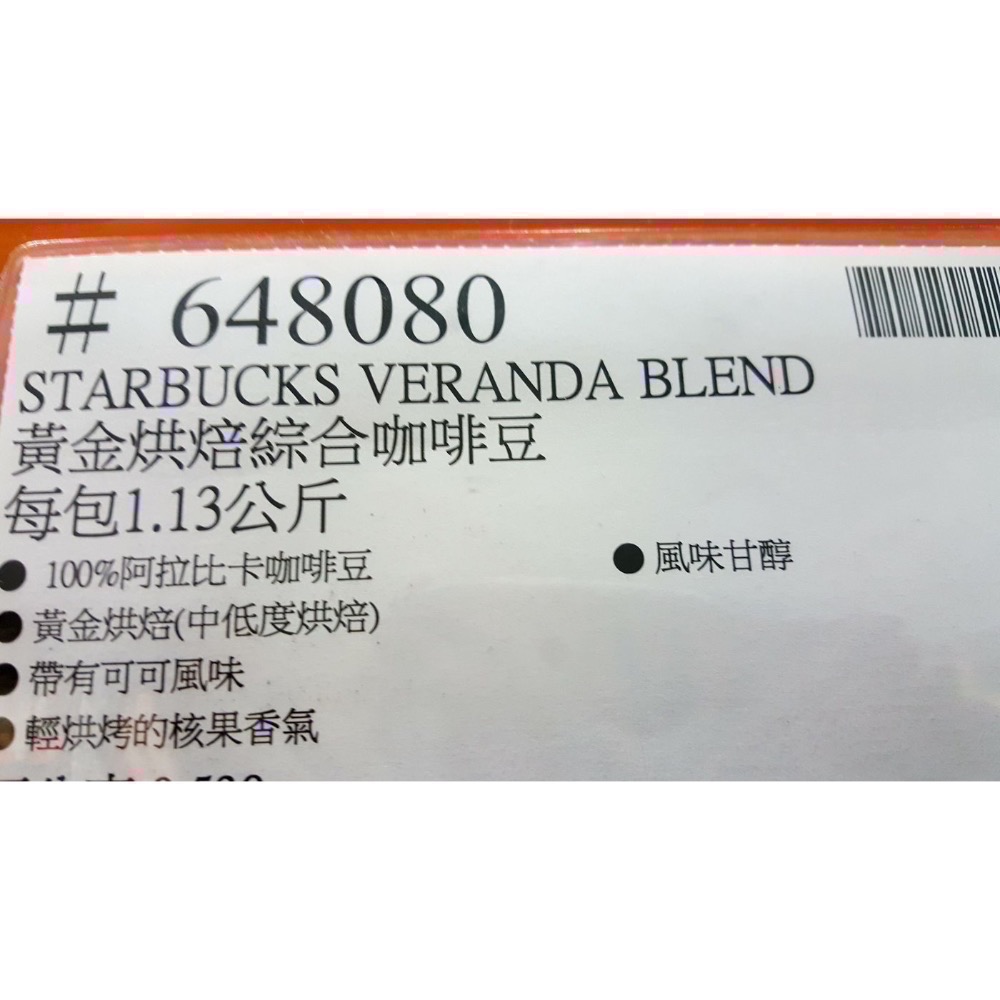 # 648080
STARBUCKS VERANDA BLEND
黃金烘焙綜合咖啡豆
每包1.13公斤
● 100%阿拉比卡咖啡豆
● 風味甘醇
● 黃金烘焙(中低度烘焙)
● 帶有可可風味
● 輕烘烤的核果香氣